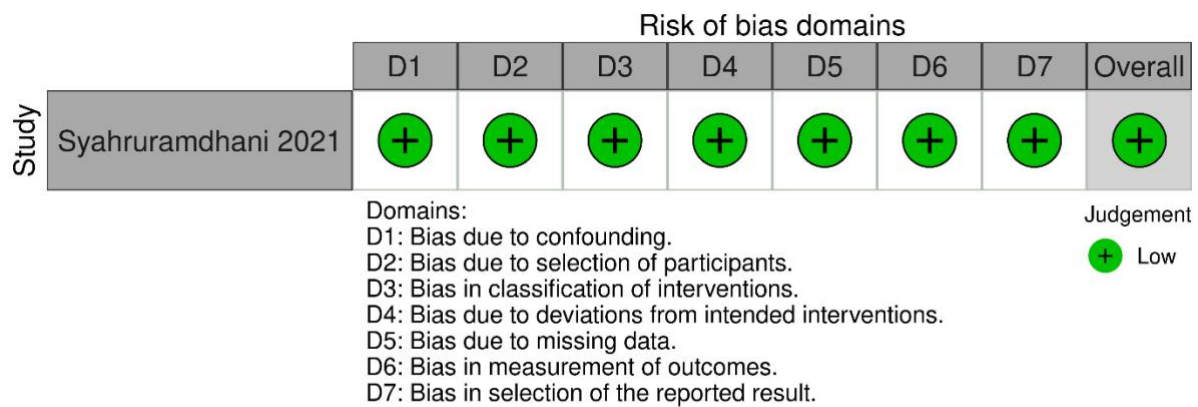 Risk of bias domains
D1 D2 D3 D4 D5 D6 D7 Overall
Study
Syahruramdhani 2021 + + + + + + + +
Domains:
D1: Bias due to confounding.
D2: Bias due to selection of participants.
D3: Bias in classification of interventions.
D4: Bias due to deviations from intended interventions.
D5: Bias due to missing data.
D6: Bias in measurement of outcomes.
D7: Bias in selection of the reported result.
Judgement
+ Low